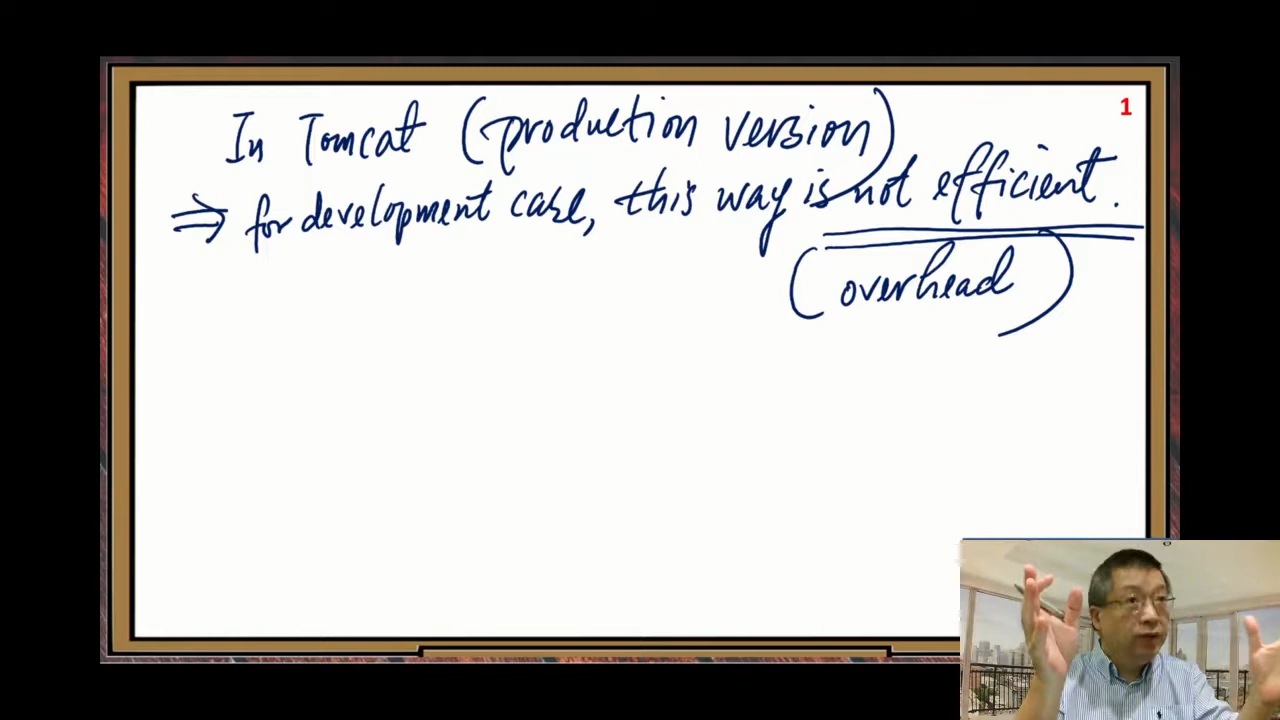 1
In Tomcat (production version)
⇒ for development case, this way is not efficient.
(overhead)